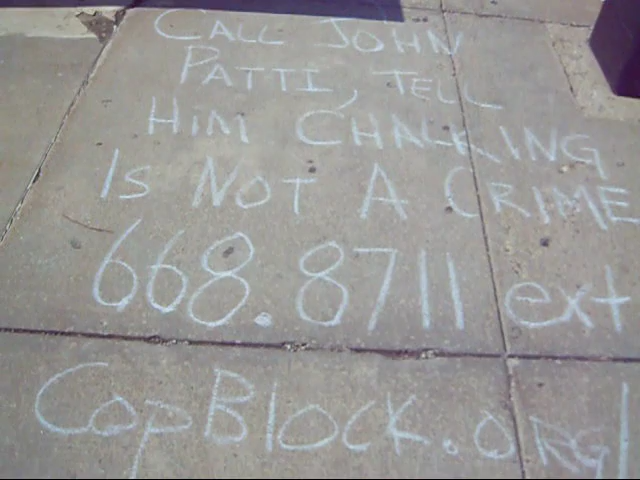 CALL JOHN
PATTI, TELL
HIM CHALKING
IS NOT A CRIME
668.8711 ext
CopBlock.oRg/